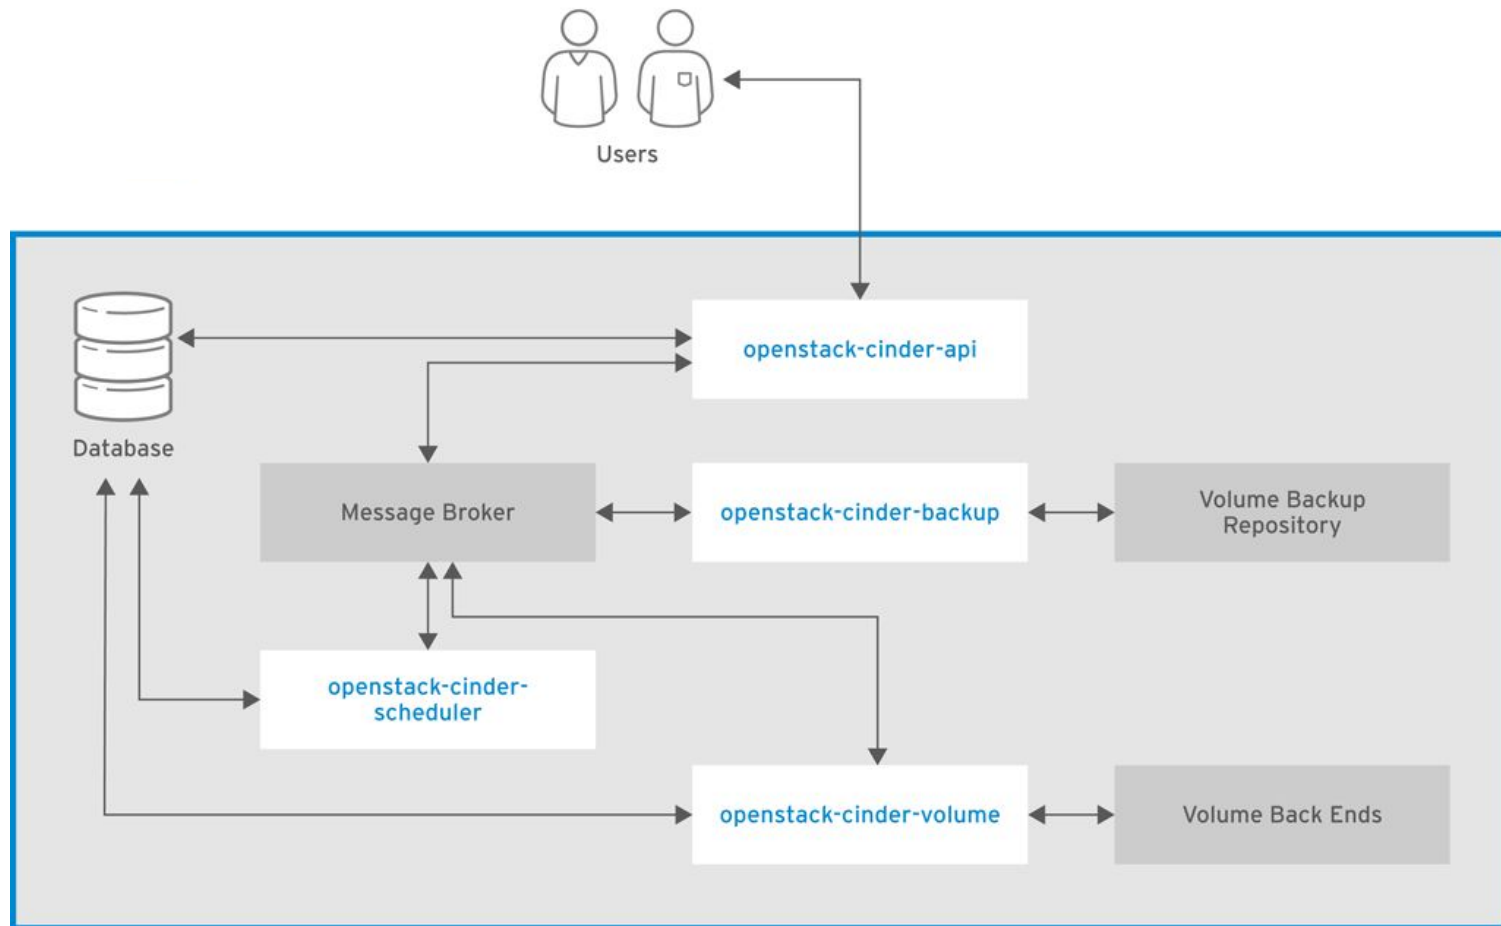 Users
openstack-cinder-api
Database
Message Broker
openstack-cinder-backup
Volume Backup
Repository
openstack-cinder-
scheduler
openstack-cinder-volume
Volume Back Ends